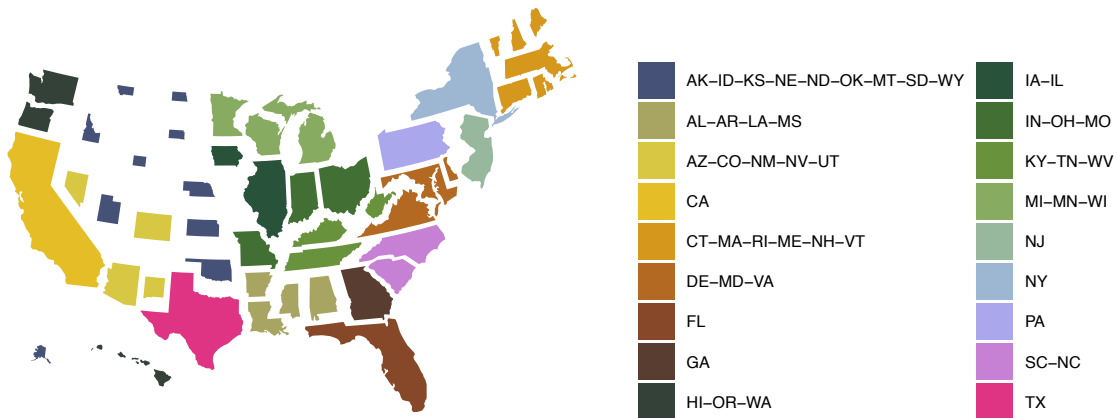 AK–ID–KS–NE–ND–OK–MT–SD–WY
AL–AR–LA–MS
AZ–CO–NM–NV–UT
CA
CT–MA–RI–ME–NH–VT
DE–MD–VA
FL
GA
HI–OR–WA
IA–IL
IN–OH–MO
KY–TN–WV
MI–MN–WI
NJ
NY
PA
SC–NC
TX